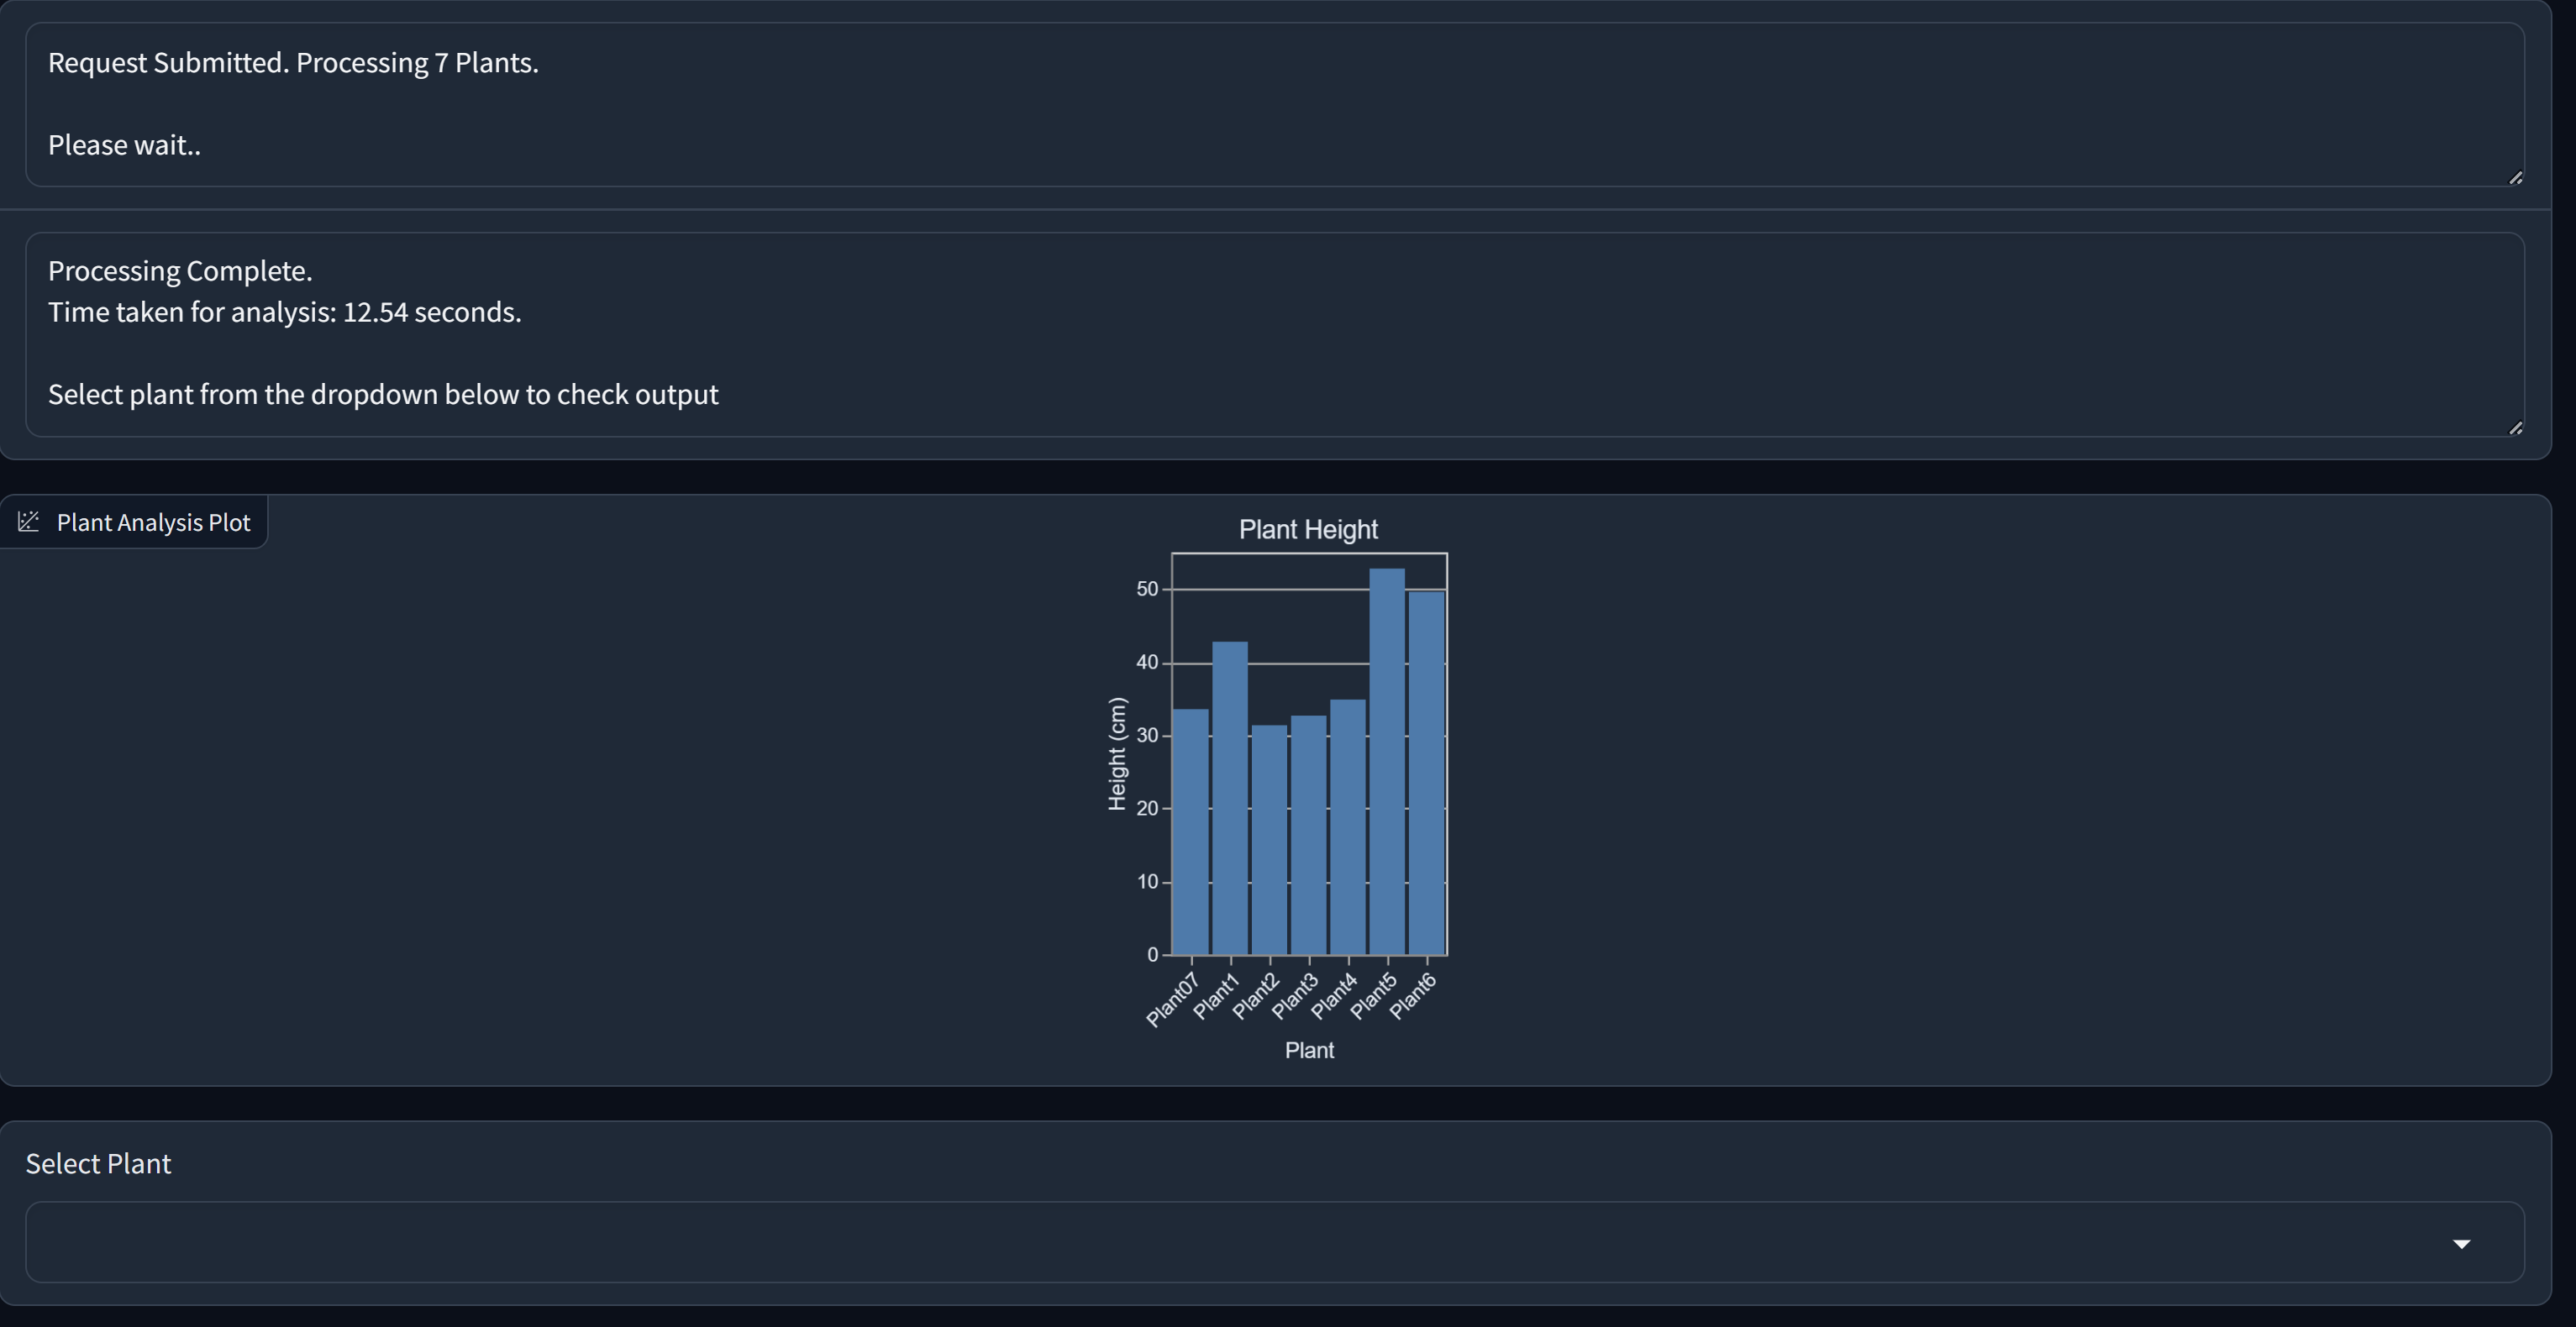 Request Submitted. Processing 7 Plants.
Please wait..
Processing Complete.
Time taken for analysis: 12.54 seconds.
Select plant from the dropdown below to check output
Plant Analysis Plot
Plant Height
50
40
30
20
10
0
Height (cm)
Plant07
Plant1
Plant2
Plant3
Plant4
Plant5
Plant6
Plant
Select Plant